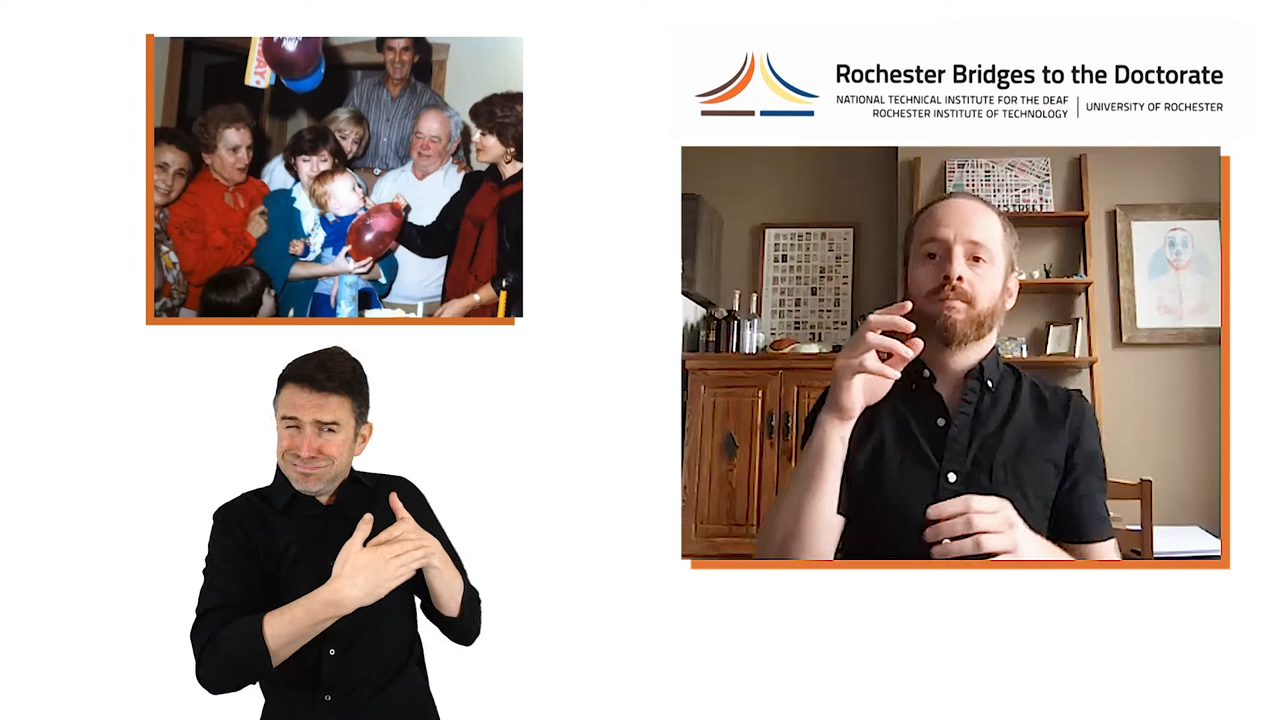 Rochester Bridges to the Doctorate
NATIONAL TECHNICAL INSTITUTE FOR THE DEAF
ROCHESTER INSTITUTE OF TECHNOLOGY
UNIVERSITY OF ROCHESTER